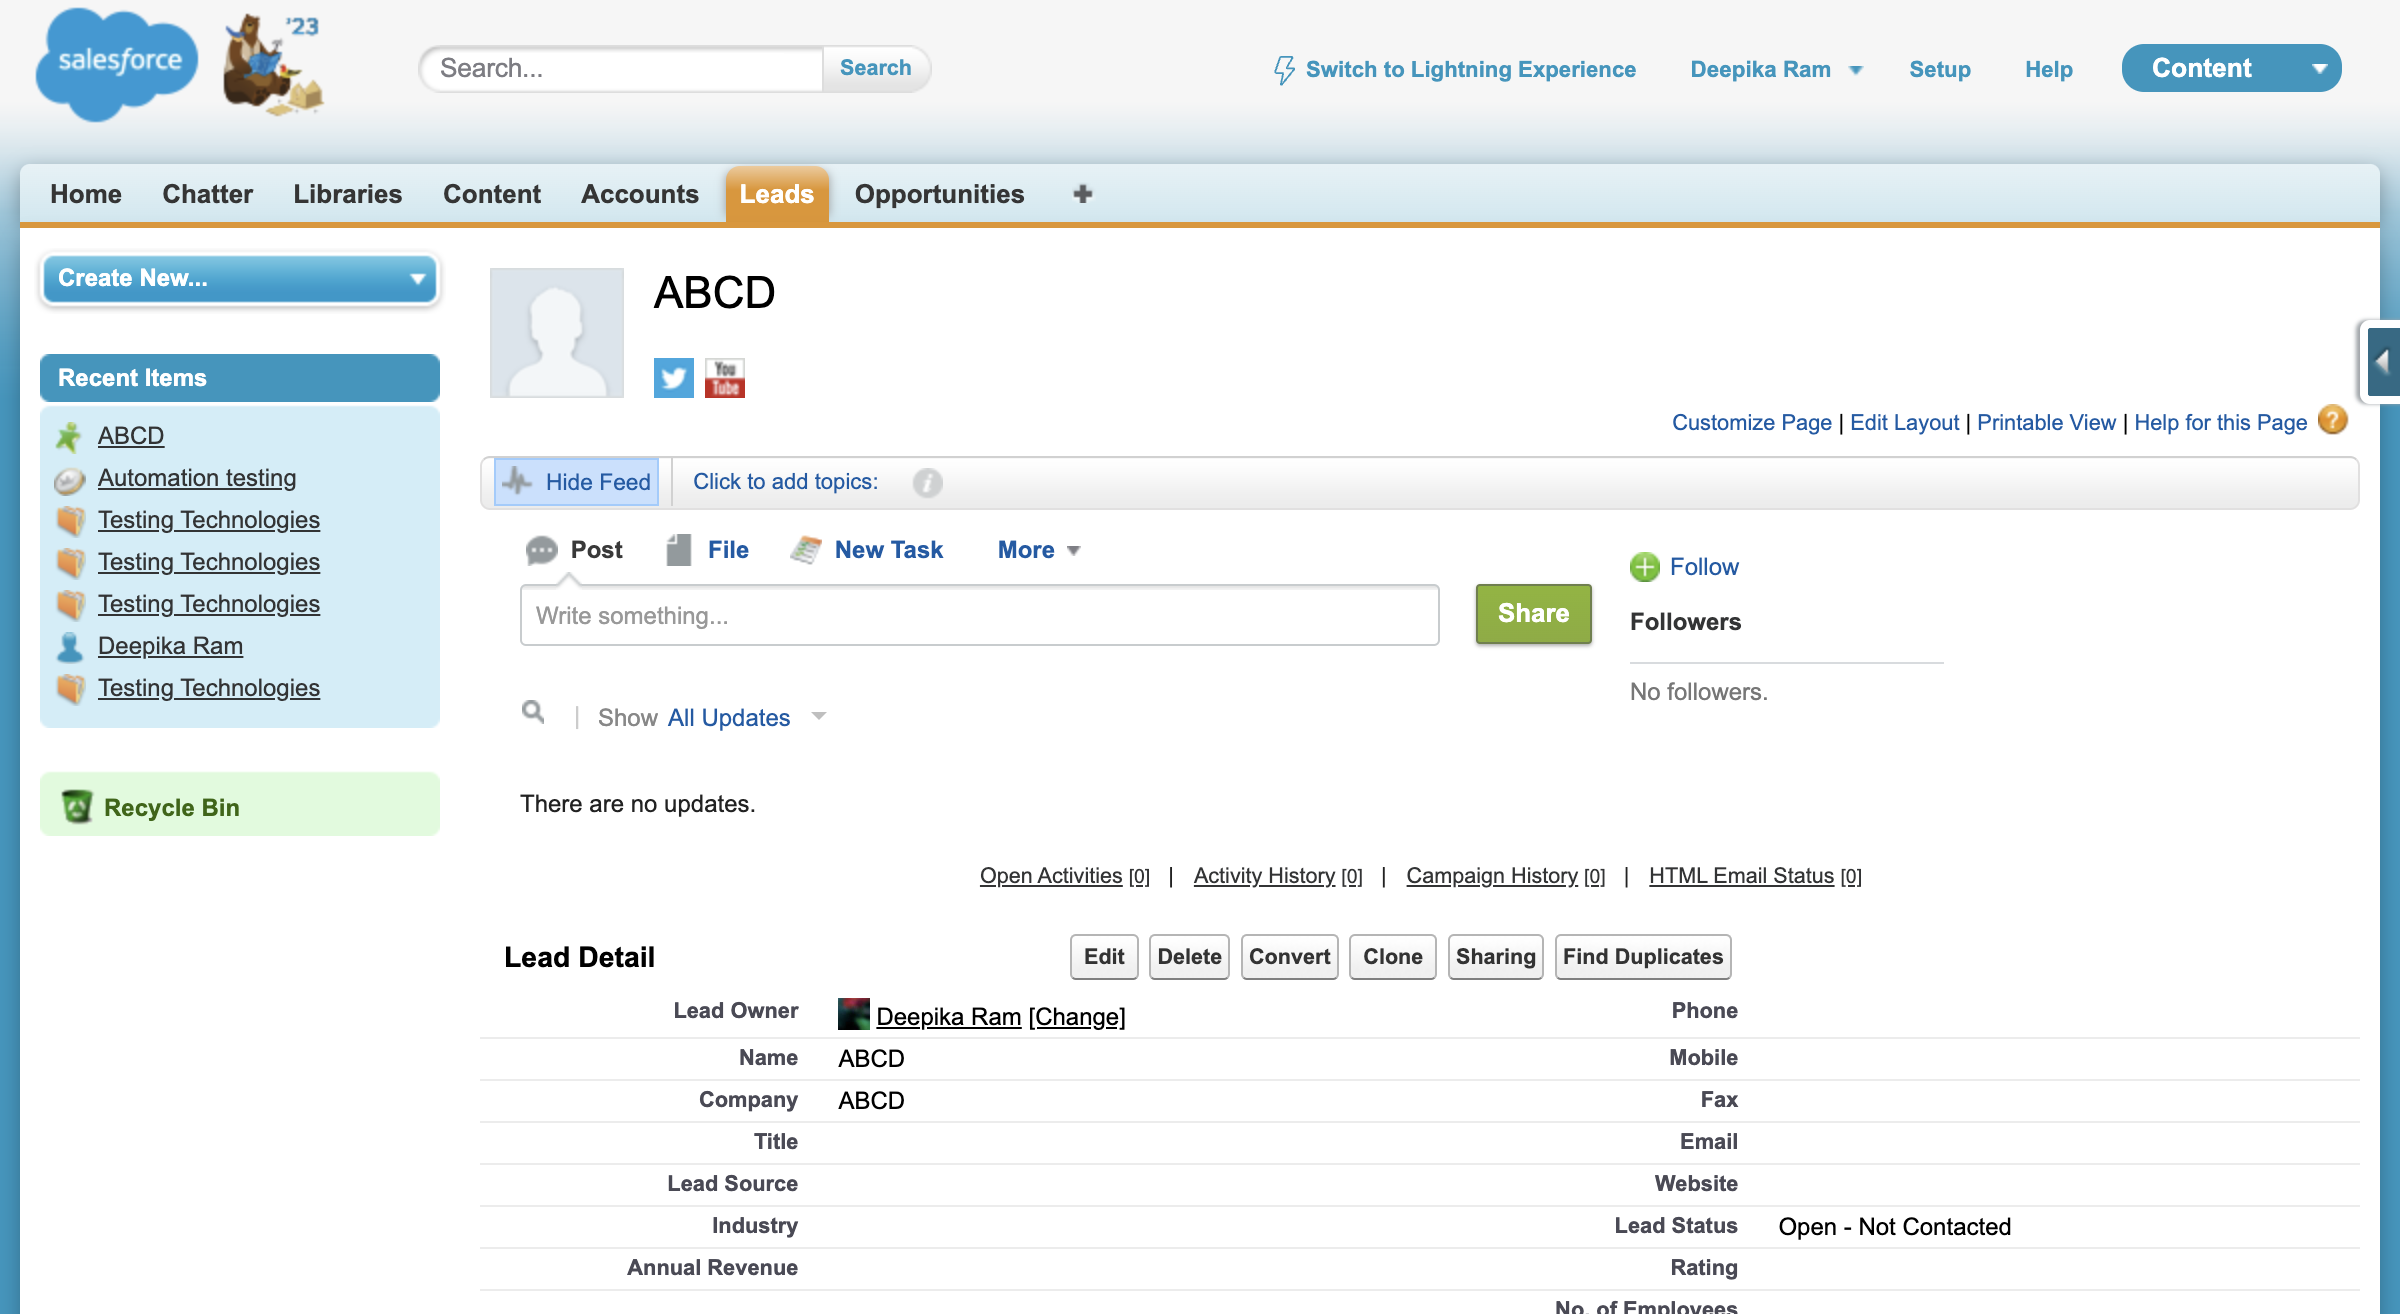 salesforce
'23
Search...
Search
Switch to Lightning Experience
Deepika Ram
Setup
Help
Content
Home
Chatter
Libraries
Content
Accounts
Leads
Opportunities
Create New...
Recent Items
ABCD
Automation testing
Testing Technologies
Testing Technologies
Testing Technologies
Deepika Ram
Testing Technologies
Recycle Bin
ABCD
You
Tube
Customize Page | Edit Layout | Printable View | Help for this Page ?
Hide Feed
Click to add topics:
i
Post
File
New Task
More
Write something...
Share
Follow
Followers
No followers.
Show All Updates
There are no updates.
Open Activities [0] | Activity History [0] | Campaign History [0] | HTML Email Status [0]
Lead Detail
Edit
Delete
Convert
Clone
Sharing
Find Duplicates
Lead Owner Deepika Ram [Change]
Phone
Name ABCD
Mobile
Company ABCD
Fax
Title
Email
Lead Source
Website
Industry
Lead Status Open - Not Contacted
Annual Revenue
Rating
No. of Employees